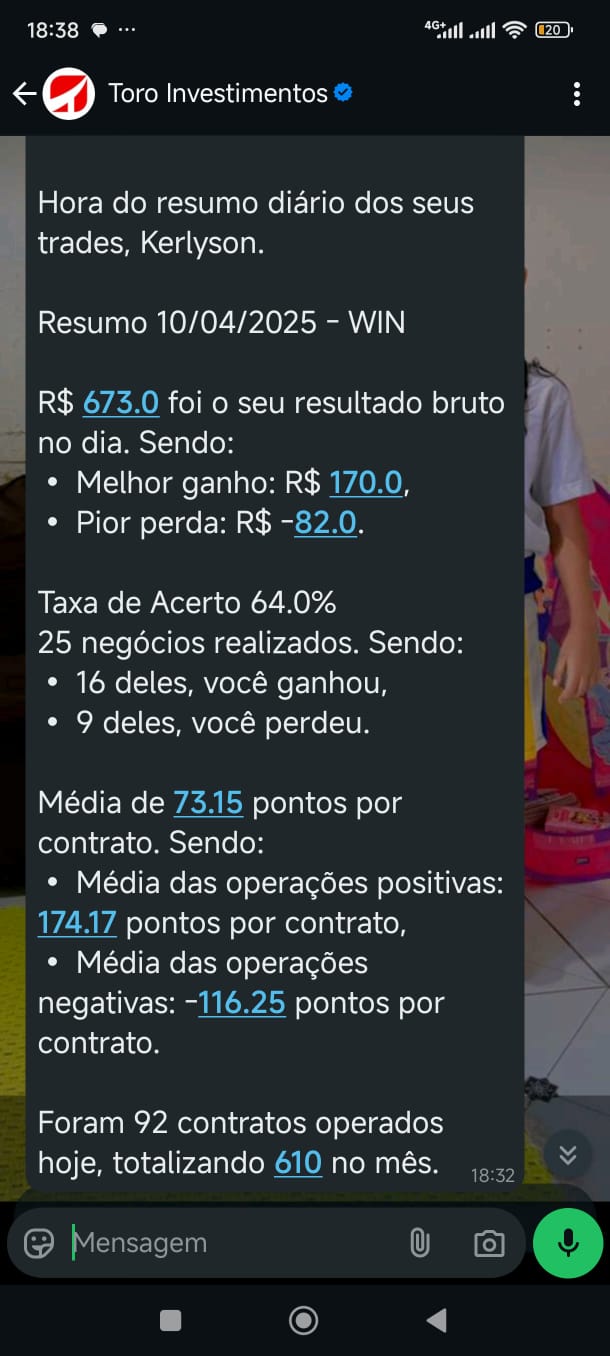 18:38
4G+
20
Toro Investimentos
Hora do resumo diário dos seus
trades, Kerlyson.
Resumo 10/04/2025 - WIN
R$ 673.0 foi o seu resultado bruto
no dia. Sendo:
• Melhor ganho: R$ 170.0,
• Pior perda: R$ -82.0.
Taxa de Acerto 64.0%
25 negócios realizados. Sendo:
• 16 deles, você ganhou,
• 9 deles, você perdeu.
Média de 73.15 pontos por
contrato. Sendo:
• Média das operações positivas:
174.17 pontos por contrato,
• Média das operações
negativas: -116.25 pontos por
contrato.
Foram 92 contratos operados
hoje, totalizando 610 no mês.
18:32
Mensagem